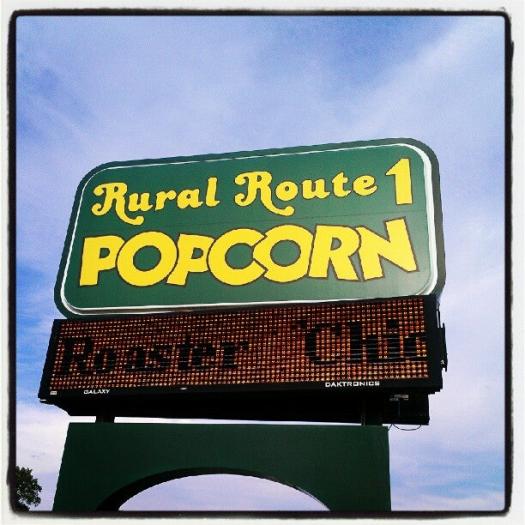 Rural Route 1
POPCORN
Roaster Chic
GALAXY DAKTRONICS